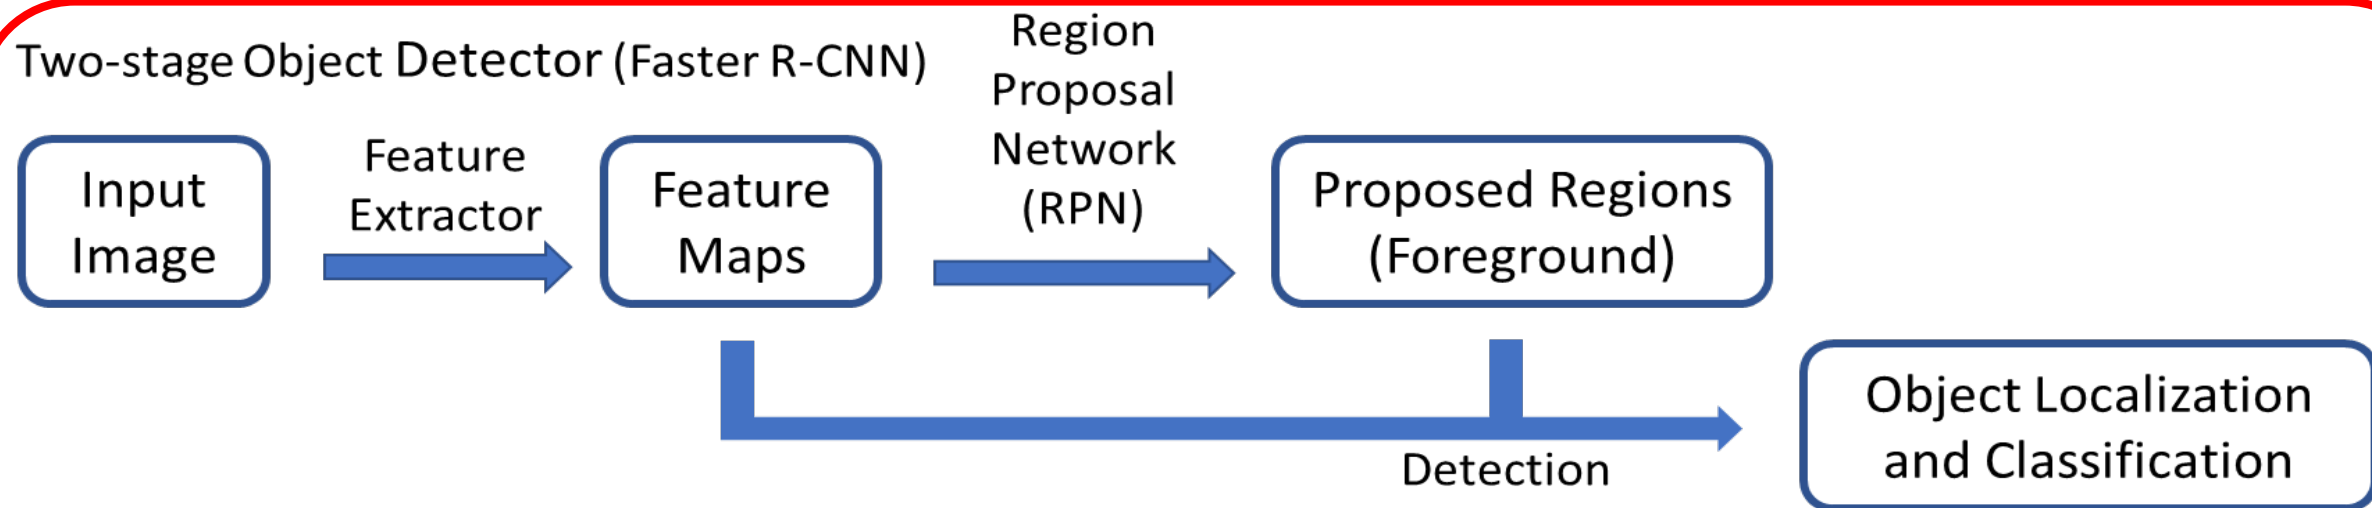 Two-stage Object Detector (Faster R-CNN)
Input
Image
Feature
Extractor
Feature
Maps
Region
Proposal
Network
(RPN)
Proposed Regions
(Foreground)
Detection
Object Localization
and Classification